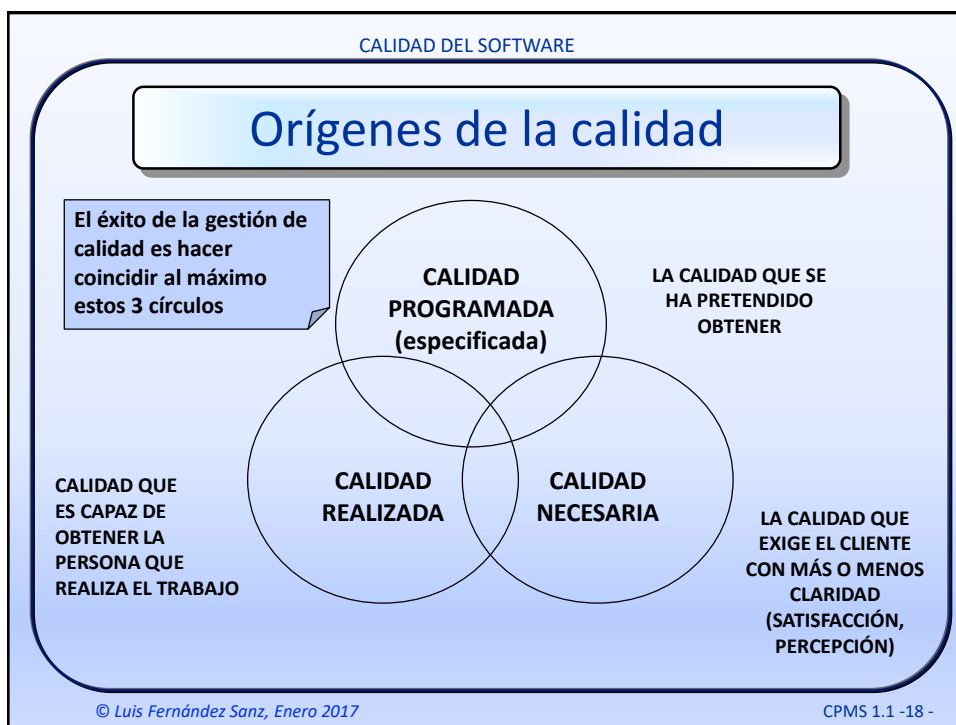 CALIDAD DEL SOFTWARE
Orígenes de la calidad
El éxito de la gestión de
calidad es hacer
coincidir al máximo
estos 3 círculos
CALIDAD
PROGRAMADA
(especificada)
LA CALIDAD QUE SE
HA PRETENDIDO
OBTENER
CALIDAD QUE
ES CAPAZ DE
OBTENER LA
PERSONA QUE
REALIZA EL TRABAJO
CALIDAD
REALIZADA
CALIDAD
NECESARIA
LA CALIDAD QUE
EXIGE EL CLIENTE
CON MÁS O MENOS
CLARIDAD
(SATISFACCIÓN,
PERCEPCIÓN)
© Luis Fernández Sanz, Enero 2017
CPMS 1.1 -18 -